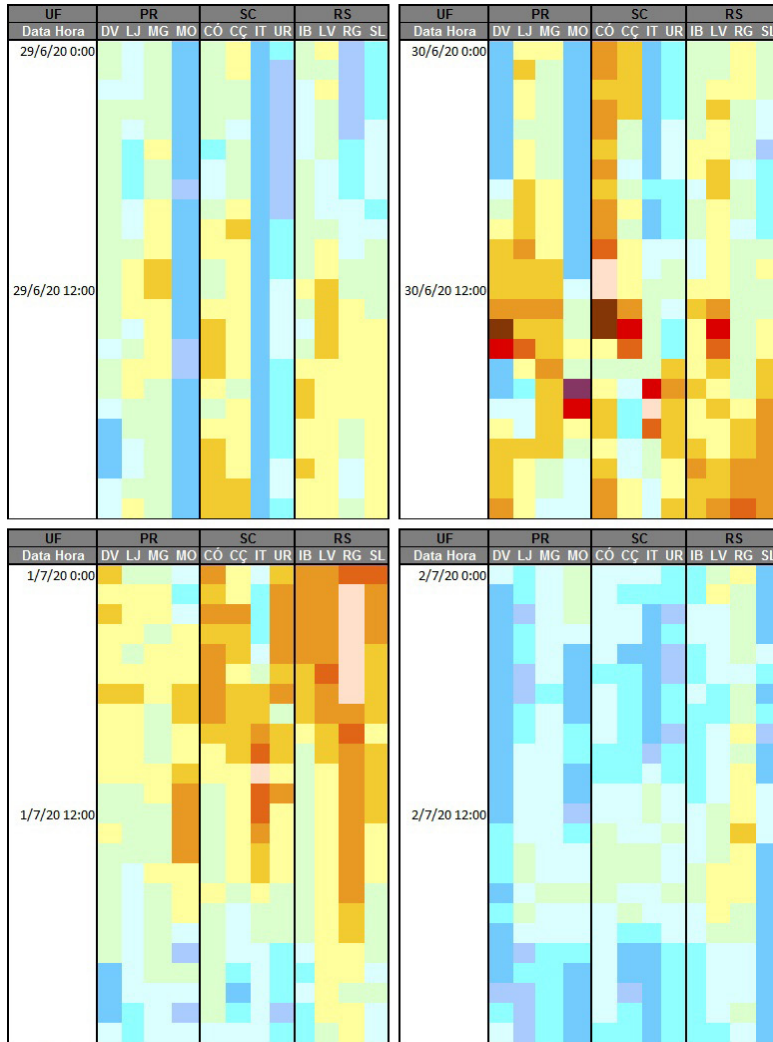 UF PR SC RS
Data Hora DV LJ MG MO CÓ CÇ IT UR IB LV RG SL
29/6/20 0:00
29/6/20 12:00
UF PR SC RS
Data Hora DV LJ MG MO CÓ CÇ IT UR IB LV RG SL
30/6/20 0:00
30/6/20 12:00
UF PR SC RS
Data Hora DV LJ MG MO CÓ CÇ IT UR IB LV RG SL
1/7/20 0:00
1/7/20 12:00
UF PR SC RS
Data Hora DV LJ MG MO CÓ CÇ IT UR IB LV RG SL
2/7/20 0:00
2/7/20 12:00